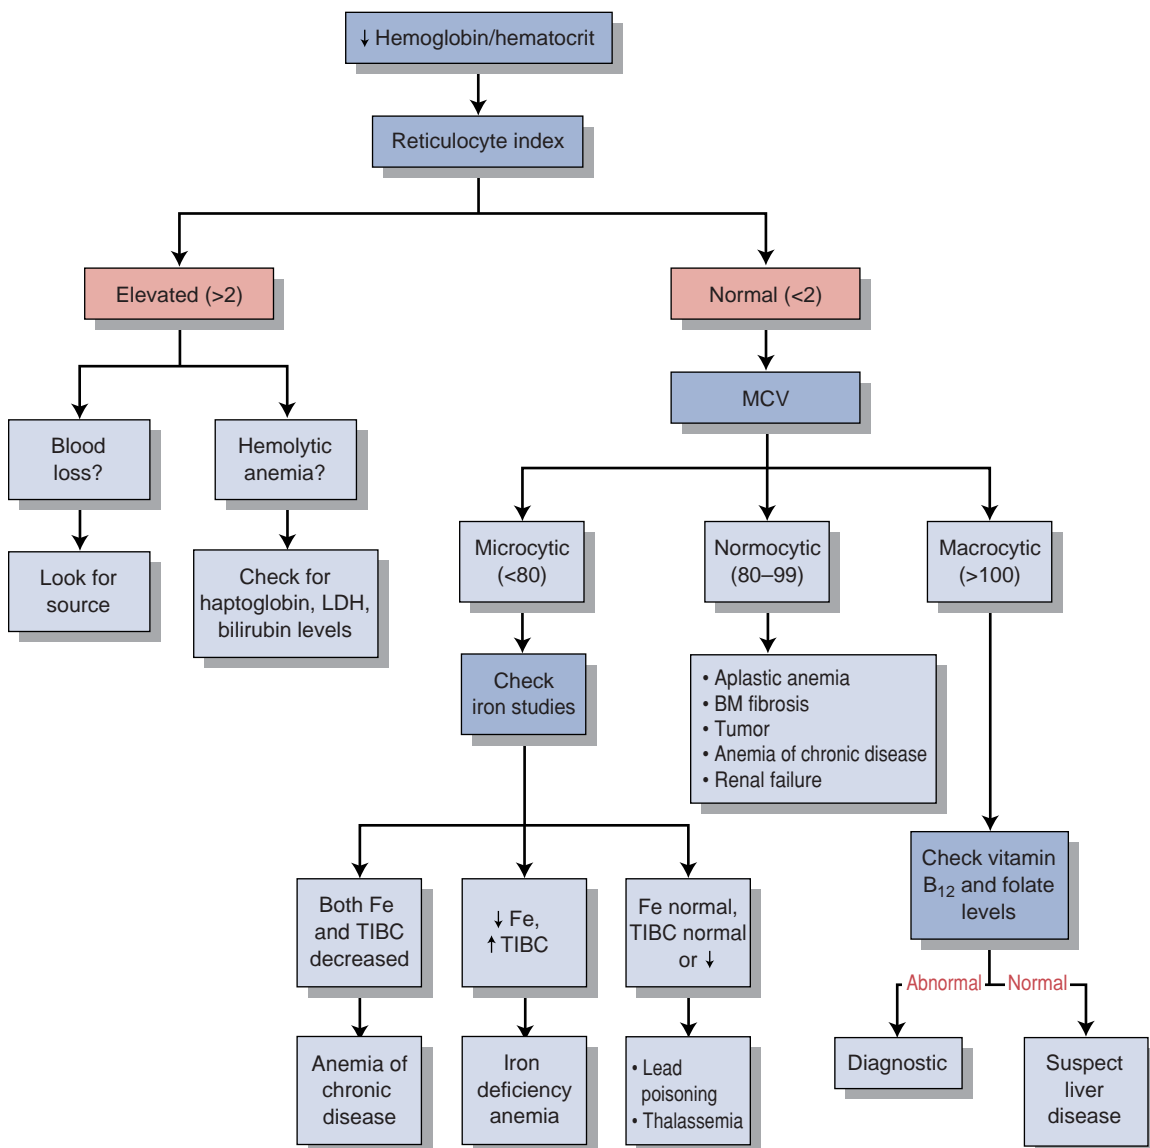 ↓ Hemoglobin/hematocrit
Reticulocyte index
Elevated (>2)
Normal (<2)
MCV
Blood
loss?
Hemolytic
anemia?
Look for
source
Check for
haptoglobin, LDH,
bilirubin levels
Microcytic
(<80)
Normocytic
(80–99)
Macrocytic
(>100)
Check
iron studies
• Aplastic anemia
• BM fibrosis
• Tumor
• Anemia of chronic disease
• Renal failure
Check vitamin
B12 and folate
levels
Both Fe
and TIBC
decreased
↓ Fe,
↑ TIBC
Fe normal,
TIBC normal
or ↓
Abnormal
Normal
Anemia of
chronic
disease
Iron
deficiency
anemia
• Lead
poisoning
• Thalassemia
Diagnostic
Suspect
liver
disease